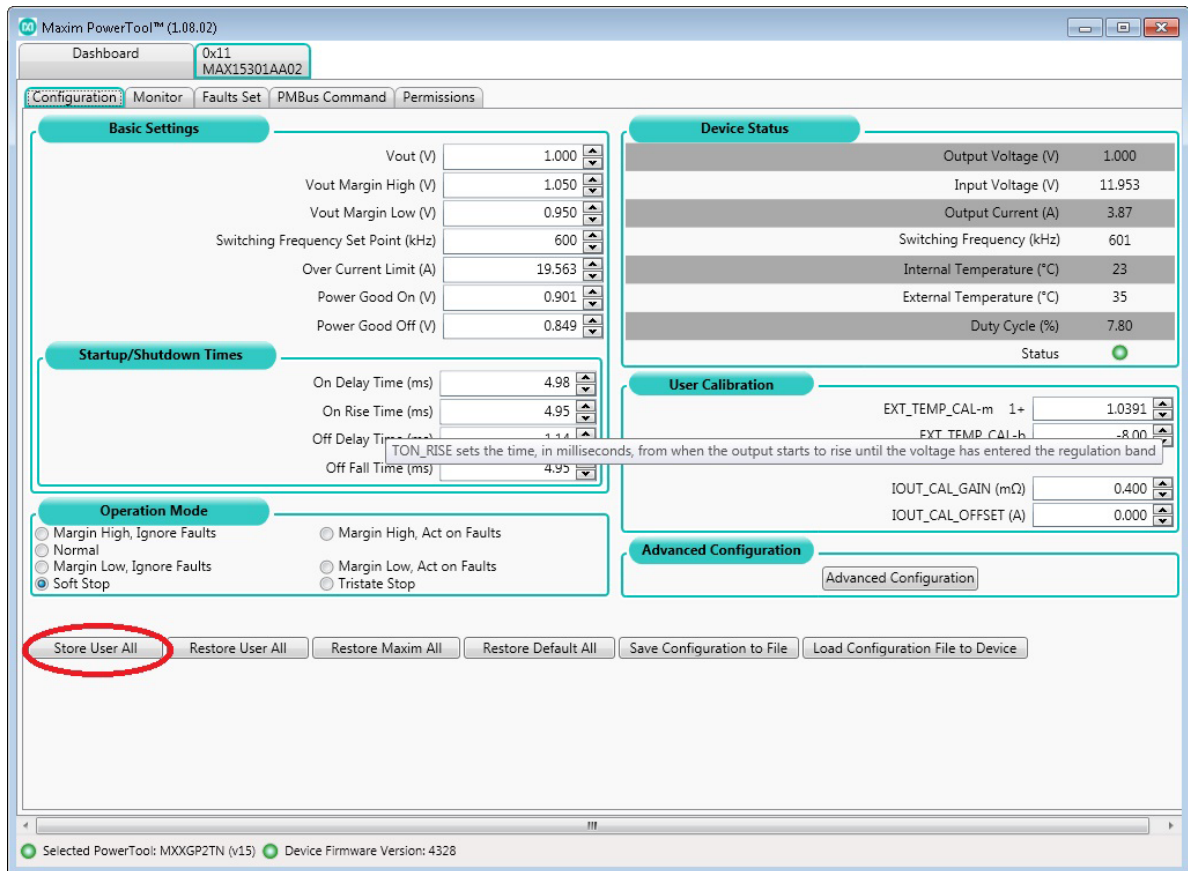 Maxim PowerTool™ (1.08.02)
Dashboard
0x11
MAX15301AA02
Configuration Monitor Faults Set PMBus Command Permissions
Basic Settings
Vout (V) 1.000
Vout Margin High (V) 1.050
Vout Margin Low (V) 0.950
Switching Frequency Set Point (kHz) 600
Over Current Limit (A) 19.563
Power Good On (V) 0.901
Power Good Off (V) 0.849
Startup/Shutdown Times
On Delay Time (ms) 4.98
On Rise Time (ms) 4.95
Off Delay Time (ms) 1.14
TON_RISE sets the time, in milliseconds, from when the output starts to rise until the voltage has entered the regulation band
Off Fall Time (ms) 4.95
Operation Mode
Margin High, Ignore Faults
Margin High, Act on Faults
Normal
Margin Low, Ignore Faults
Margin Low, Act on Faults
Soft Stop
Tristate Stop
Device Status
Output Voltage (V) 1.000
Input Voltage (V) 11.953
Output Current (A) 3.87
Switching Frequency (kHz) 601
Internal Temperature (°C) 23
External Temperature (°C) 35
Duty Cycle (%) 7.80
Status
User Calibration
EXT_TEMP_CAL-m 1+ 1.0391
EXT_TEMP_CAL-b -8.00
IOUT_CAL_GAIN (mΩ) 0.400
IOUT_CAL_OFFSET (A) 0.000
Advanced Configuration
Advanced Configuration
Store User All Restore User All Restore Maxim All Restore Default All Save Configuration to File Load Configuration File to Device
Selected PowerTool: MXXGP2TN (v15) Device Firmware Version: 4328